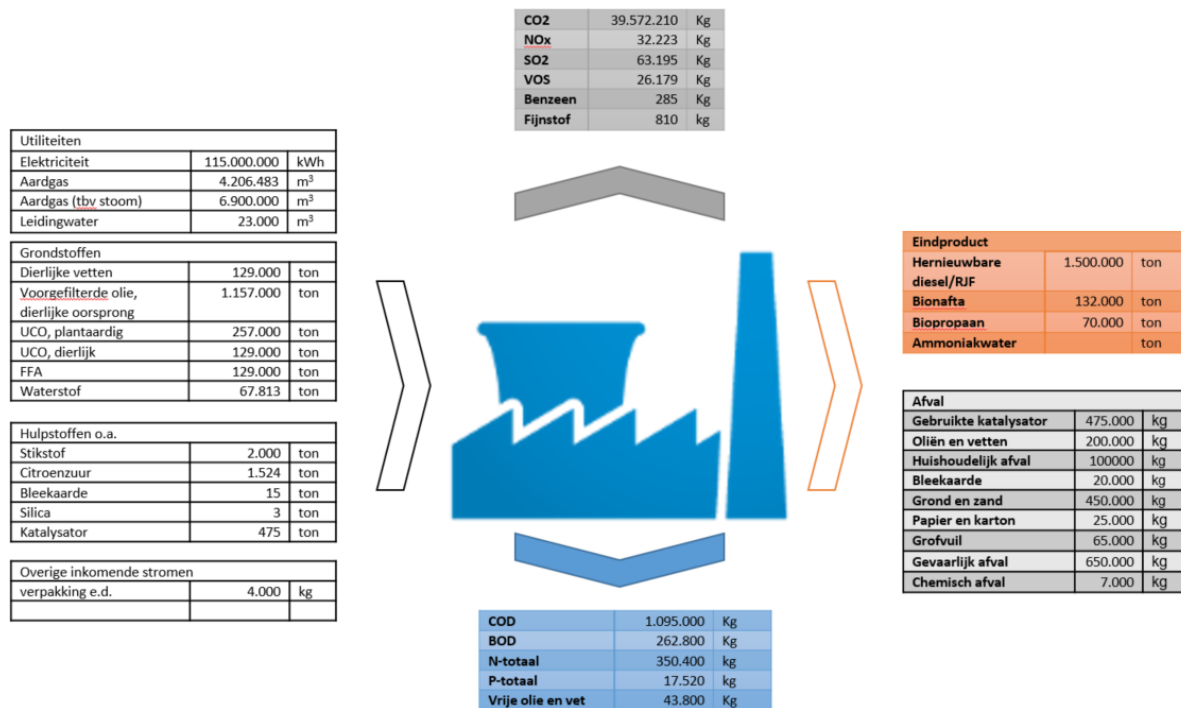 CO2 39.572.210 Kg
NOx 32.223 Kg
SO2 63.195 Kg
VOS 26.179 Kg
Benzeen 285 Kg
Fijnstof 810 kg
Utiliteiten
Elektriciteit 115.000.000 kWh
Aardgas 4.206.483 m³
Aardgas (tbv stoom) 6.900.000 m³
Leidingwater 23.000 m³
Grondstoffen
Dierlijke vetten 129.000 ton
Voorgefilterde olie, 1.157.000 ton
dierlijke oorsprong
UCO, plantaardig 257.000 ton
UCO, dierlijk 129.000 ton
FFA 129.000 ton
Waterstof 67.813 ton
Hulpstoffen o.a.
Stikstof 2.000 ton
Citroenzuur 1.524 ton
Bleekaarde 15 ton
Silica 3 ton
Katalysator 475 ton
Overige inkomende stromen
verpakking e.d. 4.000 kg
Eindproduct
Hernieuwbare 1.500.000 ton
diesel/RJF
Bionafta 132.000 ton
Biopropaan 70.000 ton
Ammoniakwater ton
Afval
Gebruikte katalysator 475.000 kg
Oliën en vetten 200.000 kg
Huishoudelijk afval 100000 kg
Bleekaarde 20.000 kg
Grond en zand 450.000 kg
Papier en karton 25.000 kg
Grofvuil 65.000 kg
Gevaarlijk afval 650.000 kg
Chemisch afval 7.000 kg
COD 1.095.000 Kg
BOD 262.800 Kg
N-totaal 350.400 kg
P-totaal 17.520 kg
Vrije olie en vet 43.800 Kg